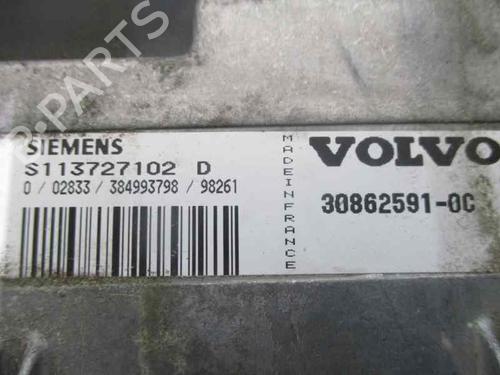 B-PARTS
SIEMENS
S113727102 D
0 / 02833 / 384993798 / 98261
MADEINFRANCE
VOLVO
30862591-0C